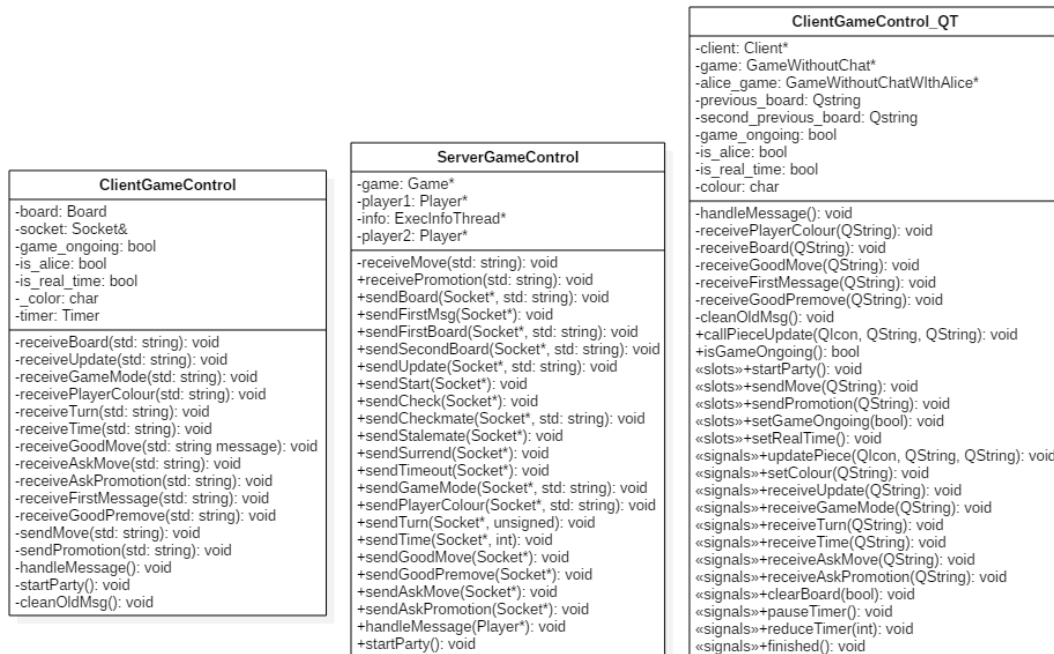 ClientGameControl
-board: Board
-socket: Socket&
-game_ongoing: bool
-is_alice: bool
-is_real_time: bool
-_color: char
-timer: Timer
-receiveBoard(std: string): void
-receiveUpdate(std: string): void
-receiveGameMode(std: string): void
-receivePlayerColour(std: string): void
-receiveTurn(std: string): void
-receiveTime(std: string): void
-receiveGoodMove(std: string message): void
-receiveAskMove(std: string): void
-receiveAskPromotion(std: string): void
-receiveFirstMessage(std: string): void
-receiveGoodPremove(std: string): void
-sendMove(std: string): void
-sendPromotion(std: string): void
-handleMessage(): void
-startParty(): void
-cleanOldMsg(): void
ServerGameControl
-game: Game*
-player1: Player*
-info: ExecInfoThread*
-player2: Player*
-receiveMove(std: string): void
+receivePromotion(std: string): void
+sendBoard(Socket*, std: string): void
+sendFirstMsg(Socket*): void
+sendFirstBoard(Socket*, std: string): void
+sendSecondBoard(Socket*, std: string): void
+sendUpdate(Socket*, std: string): void
+sendStart(Socket*): void
+sendCheck(Socket*): void
+sendCheckmate(Socket*, std: string): void
+sendStalemate(Socket*): void
+sendSurrend(Socket*): void
+sendTimeout(Socket*): void
+sendGameMode(Socket*, std: string): void
+sendPlayerColour(Socket*, std: string): void
+sendTurn(Socket*, unsigned): void
+sendTime(Socket*, int): void
+sendGoodMove(Socket*): void
+sendGoodPremove(Socket*): void
+sendAskMove(Socket*): void
+sendAskPromotion(Socket*): void
+handleMessage(Player*): void
+startParty(): void
ClientGameControl_QT
-client: Client*
-game: GameWithoutChat*
-alice_game: GameWithoutChatWIthAlice*
-previous_board: Qstring
-second_previous_board: Qstring
-game_ongoing: bool
-is_alice: bool
-is_real_time: bool
-colour: char
-handleMessage(): void
-receivePlayerColour(QString): void
-receiveBoard(QString): void
-receiveGoodMove(QString): void
-receiveFirstMessage(QString): void
-receiveGoodPremove(QString): void
-cleanOldMsg(): void
+callPieceUpdate(QIcon, QString, QString): void
+isGameOngoing(): bool
«slots»+startParty(): void
«slots»+sendMove(QString): void
«slots»+sendPromotion(QString): void
«slots»+setGameOngoing(bool): void
«slots»+setRealTime(): void
«signals»+updatePiece(QIcon, QString, QString): void
«signals»+setColour(QString): void
«signals»+receiveUpdate(QString): void
«signals»+receiveGameMode(QString): void
«signals»+receiveTurn(QString): void
«signals»+receiveTime(QString): void
«signals»+receiveAskMove(QString): void
«signals»+receiveAskPromotion(QString): void
«signals»+clearBoard(bool): void
«signals»+pauseTimer(): void
«signals»+reduceTimer(int): void
«signals»+finished(): void